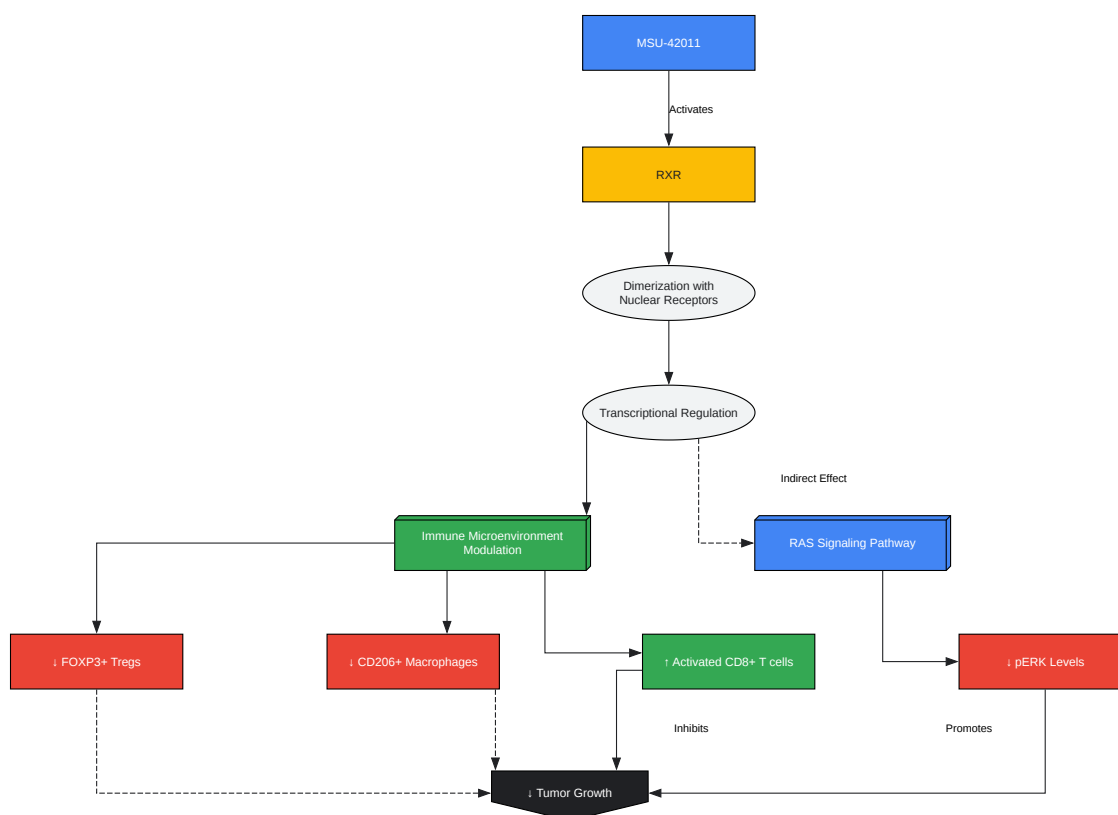 MSU-42011
Activates
RXR
Dimerization with
Nuclear Receptors
Transcriptional Regulation
Indirect Effect
Immune Microenvironment
Modulation
RAS Signaling Pathway
↓ FOXP3+ Tregs
↓ CD206+ Macrophages
↑ Activated CD8+ T cells
↓ pERK Levels
Inhibits
Promotes
↓ Tumor Growth